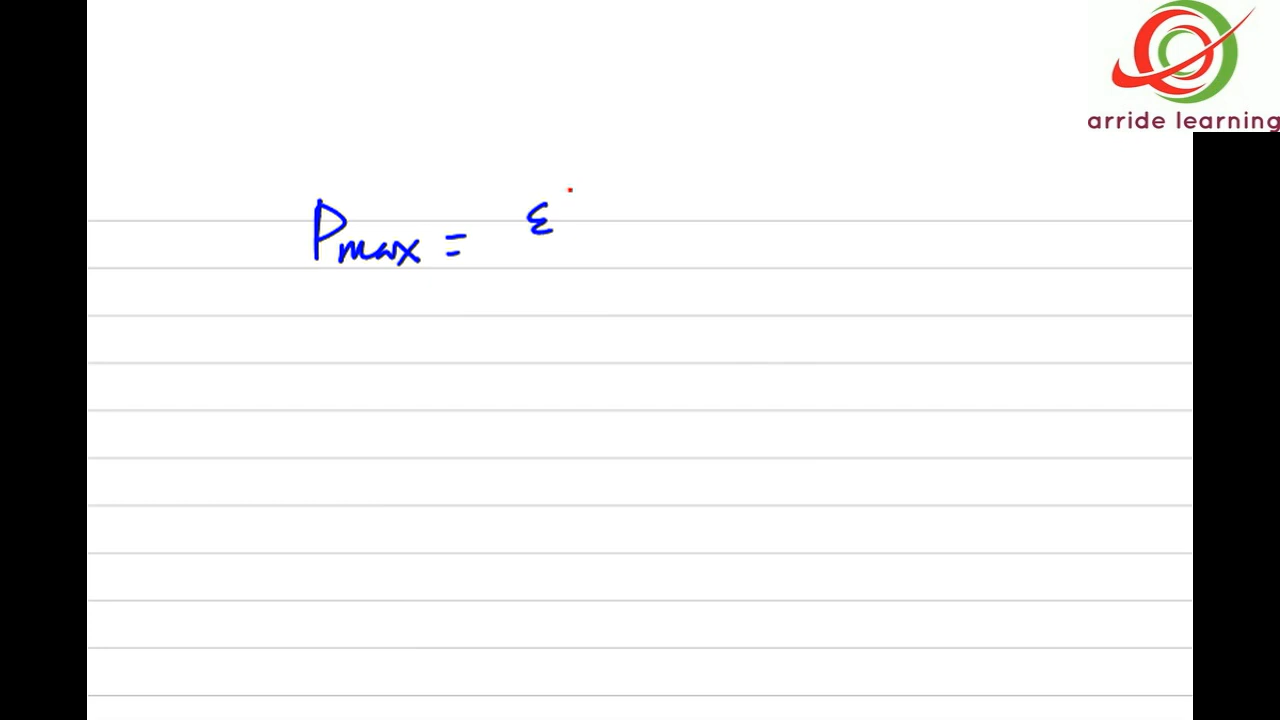 arride learning
Pmax = ε